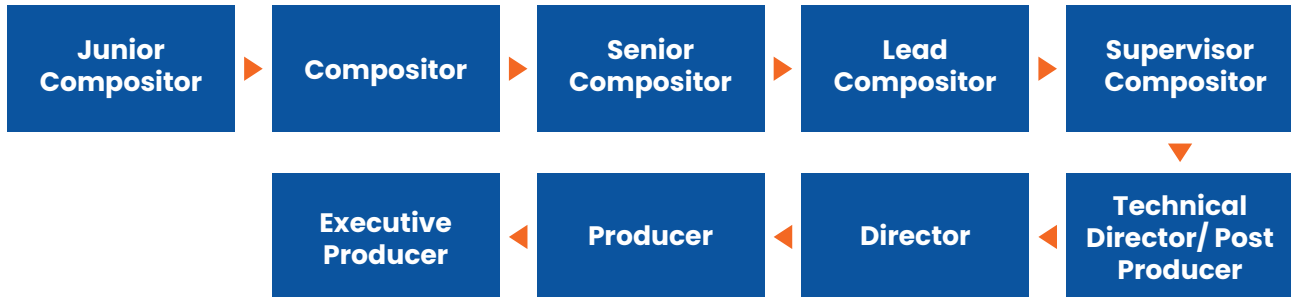 Junior
Compositor
Compositor
Senior
Compositor
Lead
Compositor
Supervisor
Compositor
Technical
Director/ Post
Producer
Director
Producer
Executive
Producer